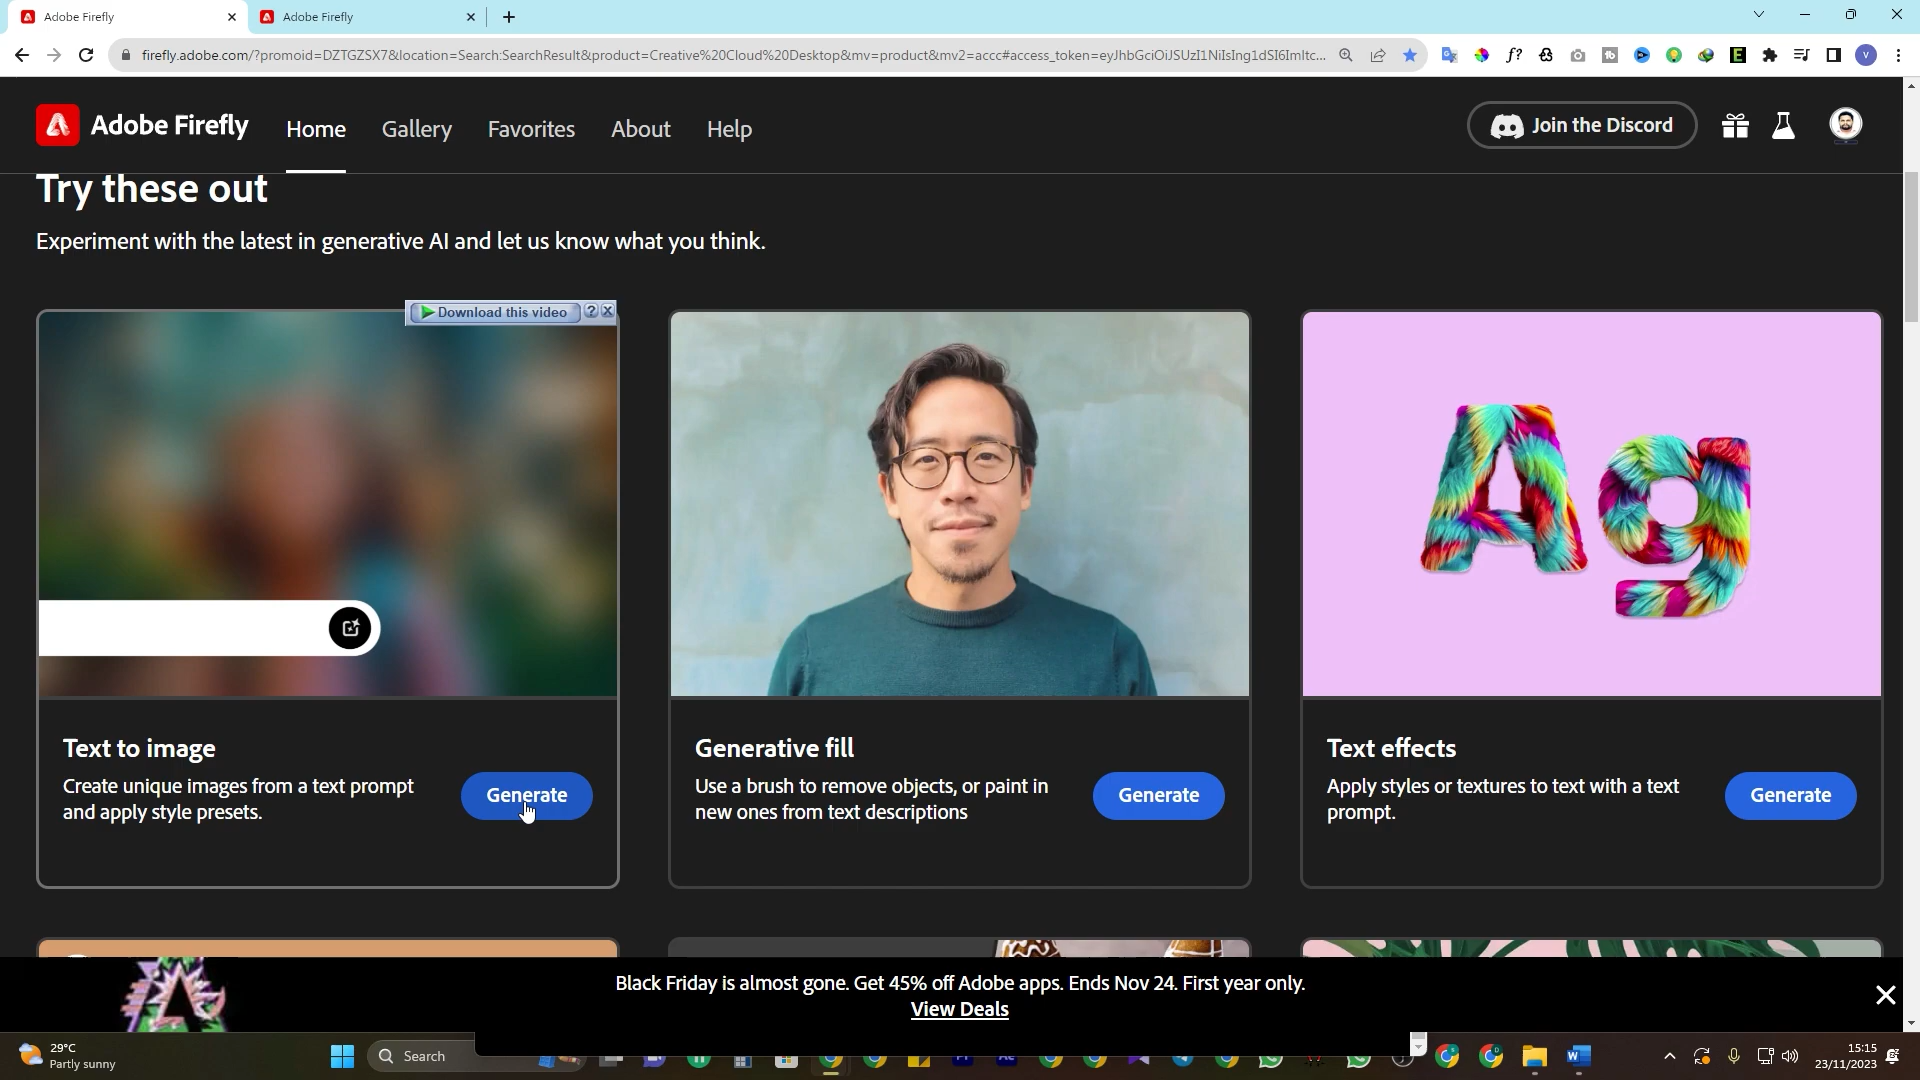 Adobe Firefly
Adobe Firefly
firefly.adobe.com/?promoid=DZTGZSX7&location=Search:SearchResult&product=Creative%20Cloud%20Desktop&mv=product&mv2=accc#access_token=eyJhbGciOiJSUzI1NiIsIng1dSI6Imltc...
Adobe Firefly
Home
Gallery
Favorites
About
Help
Join the Discord
Try these out
Experiment with the latest in generative AI and let us know what you think.
Download this video
?
Ag
Text to image
Create unique images from a text prompt
and apply style presets.
Generate
Generative fill
Use a brush to remove objects, or paint in
new ones from text descriptions
Generate
Text effects
Apply styles or textures to text with a text
prompt.
Generate
Black Friday is almost gone. Get 45% off Adobe apps. Ends Nov 24. First year only.
View Deals
29°C
Partly sunny
Search
15:15
23/11/2023